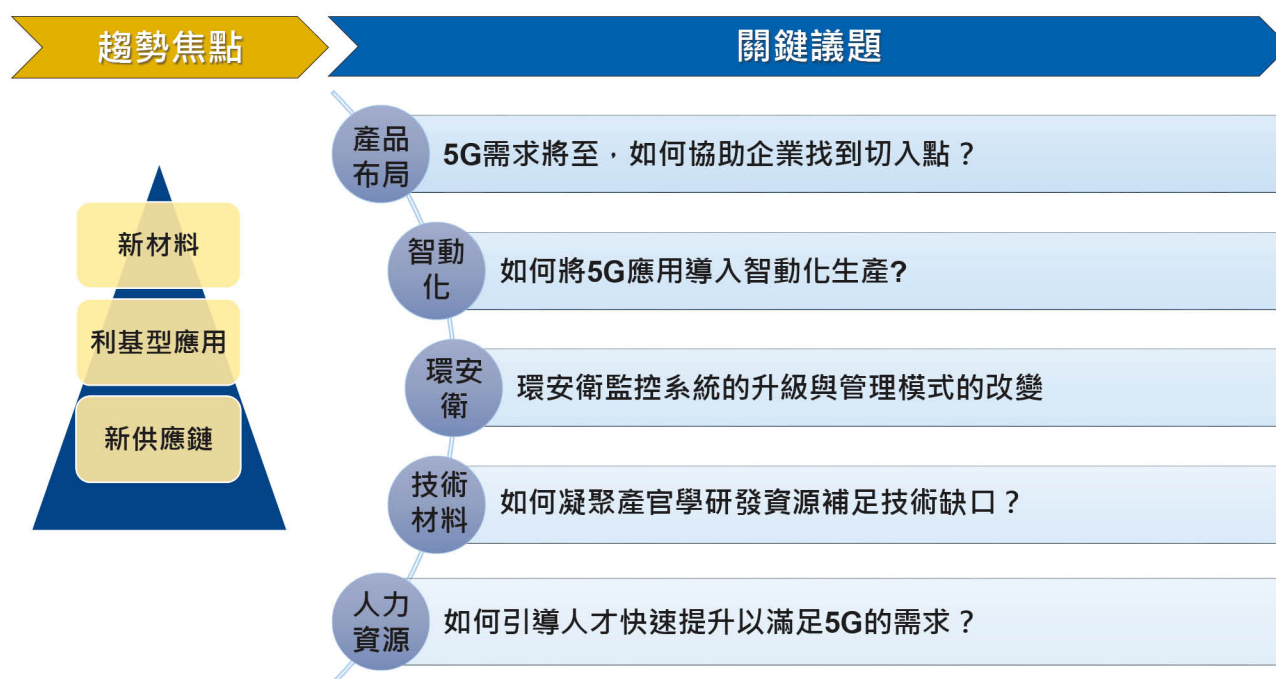 趨勢焦點
關鍵議題
新材料
利基型應用
新供應鏈
產品
布局
5G需求將至，如何協助企業找到切入點？
智動
化
如何將5G應用導入智動化生產?
環安
衛
環安衛監控系統的升級與管理模式的改變
技術
材料
如何凝聚產官學研發資源補足技術缺口？
人力
資源
如何引導人才快速提升以滿足5G的需求？